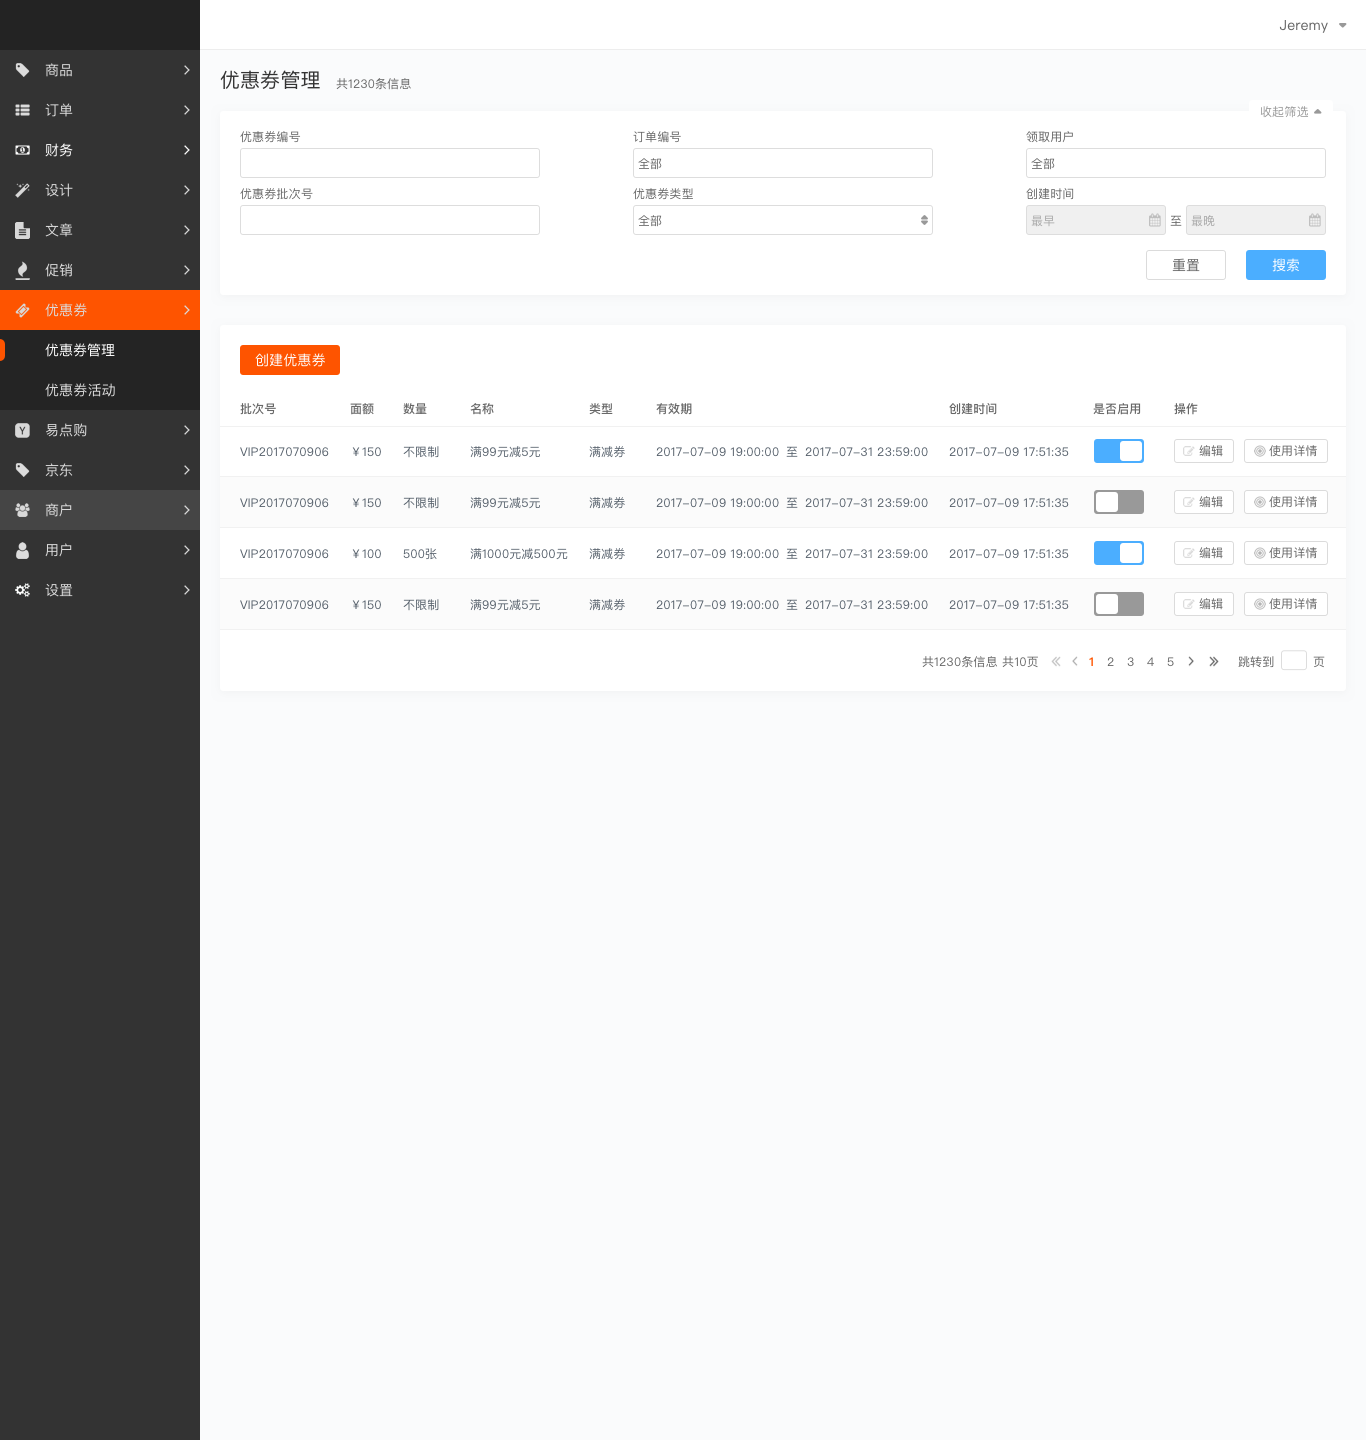 Jeremy
商品
订单
财务
设计
文章
促销
优惠券
优惠券管理
优惠券活动
易点购
京东
商户
用户
设置
优惠券管理 共1230条信息
收起筛选
优惠券编号 订单编号 领取用户
全部 全部
优惠券批次号 优惠券类型 创建时间
全部 最早 至 最晚
重置 搜索
创建优惠券
批次号 面额 数量 名称 类型 有效期 创建时间 是否启用 操作
VIP2017070906 ¥150 不限制 满99元减5元 满减券 2017-07-09 19:00:00 至 2017-07-31 23:59:00 2017-07-09 17:51:35 编辑 使用详情
VIP2017070906 ¥150 不限制 满99元减5元 满减券 2017-07-09 19:00:00 至 2017-07-31 23:59:00 2017-07-09 17:51:35 编辑 使用详情
VIP2017070906 ¥100 500张 满1000元减500元 满减券 2017-07-09 19:00:00 至 2017-07-31 23:59:00 2017-07-09 17:51:35 编辑 使用详情
VIP2017070906 ¥150 不限制 满99元减5元 满减券 2017-07-09 19:00:00 至 2017-07-31 23:59:00 2017-07-09 17:51:35 编辑 使用详情
共1230条信息 共10页 1 2 3 4 5 跳转到 页